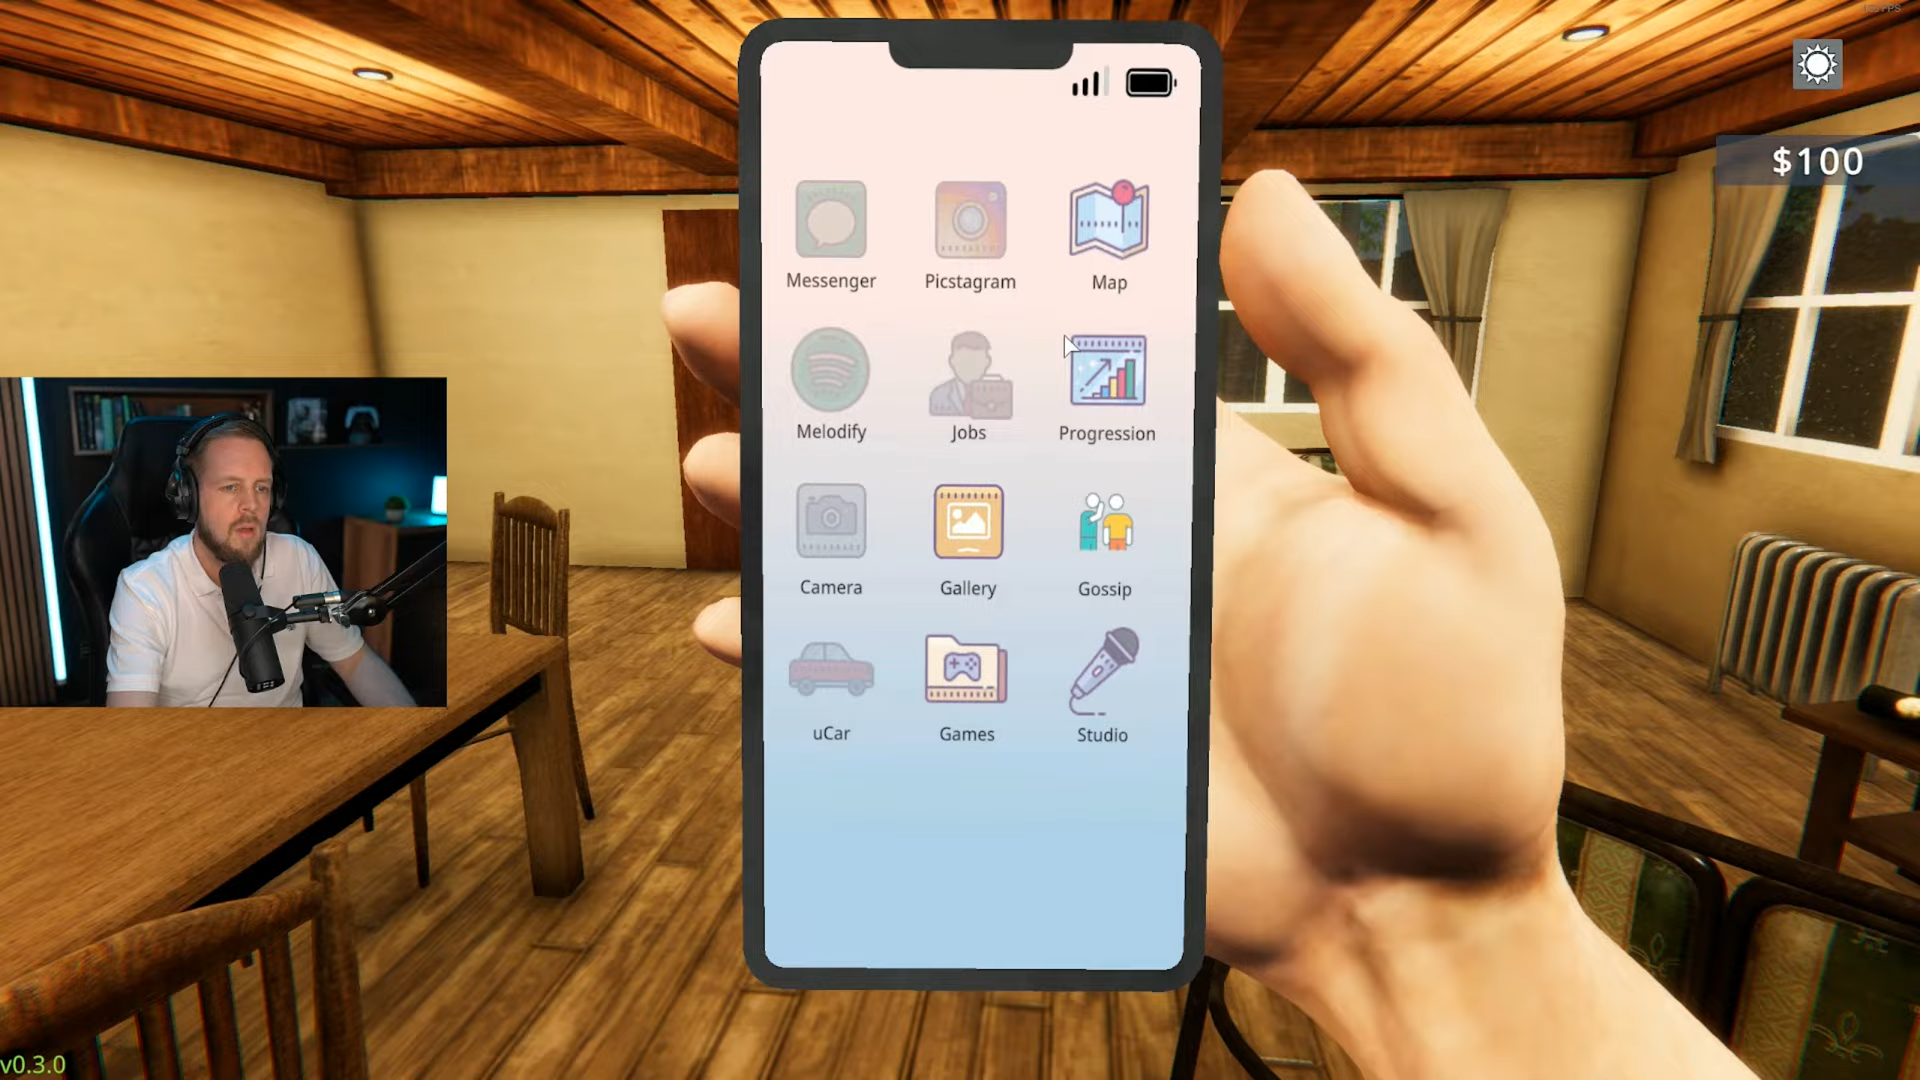 $100
Messenger
Picstagram
Map
Melodify
Jobs
Progression
Camera
Gallery
Gossip
uCar
Games
Studio
v0.3.0